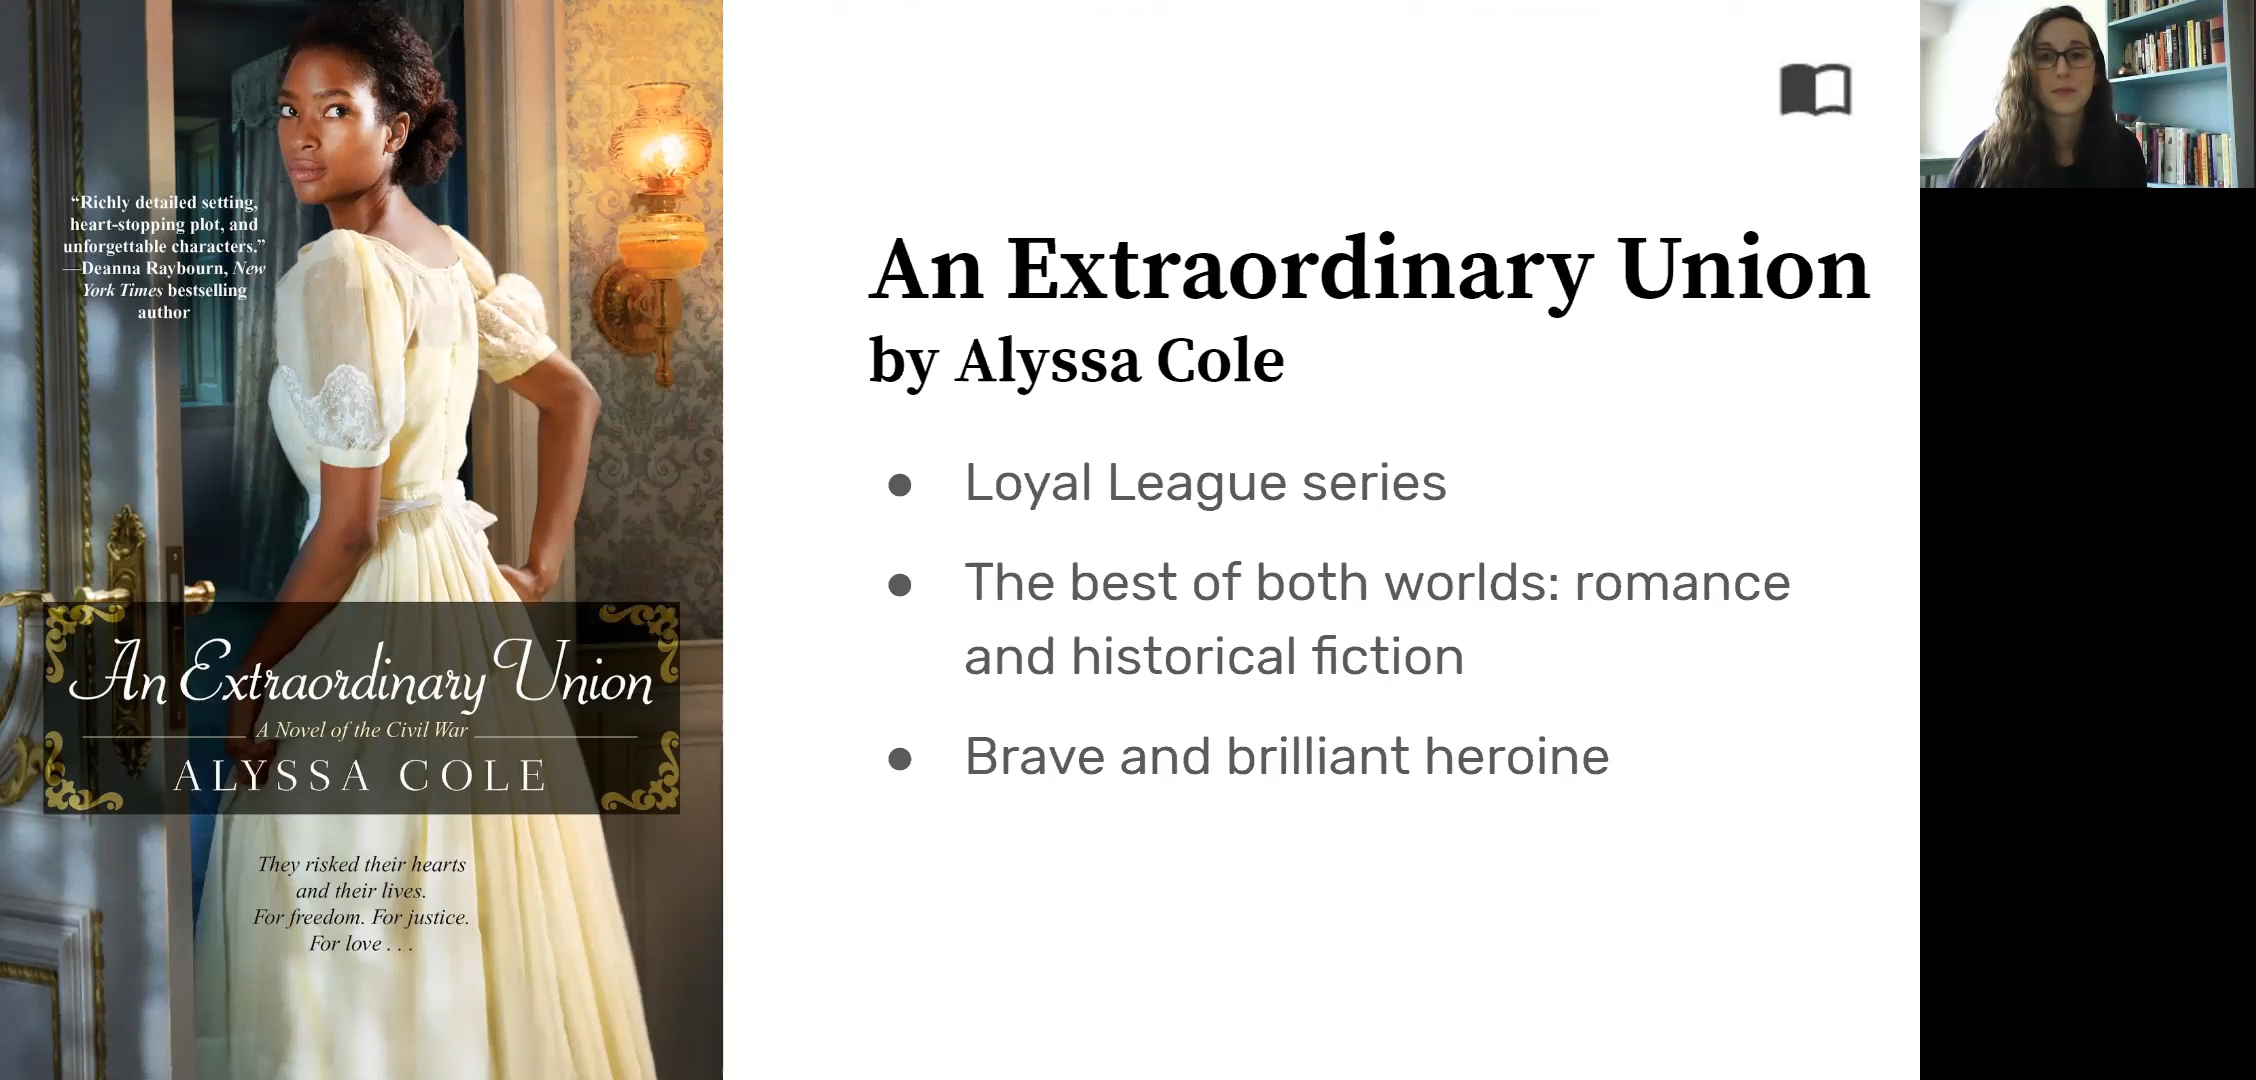 “Richly detailed setting,
heart-stopping plot, and
unforgettable characters.”
—Deanna Raybourn, New
York Times bestselling
author
An Extraordinary Union
A Novel of the Civil War
ALYSSA COLE
They risked their hearts
and their lives.
For freedom. For justice.
For love . . .
An Extraordinary Union
by Alyssa Cole
● Loyal League series
● The best of both worlds: romance
and historical fiction
● Brave and brilliant heroine